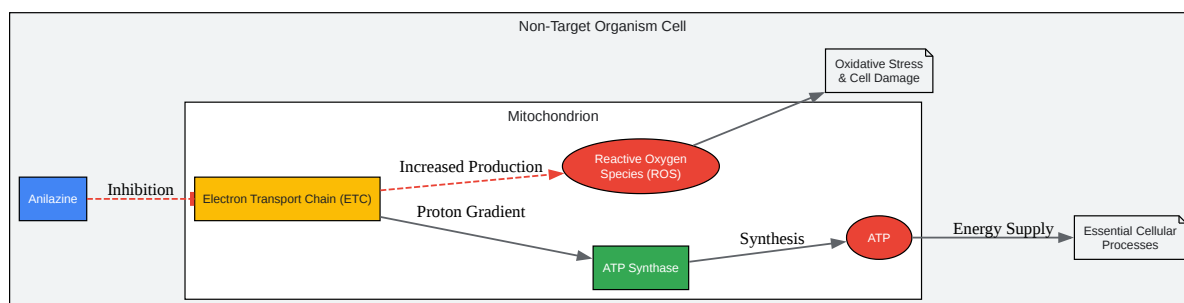 Non-Target Organism Cell
Oxidative Stress
& Cell Damage
Mitochondrion
Increased Production
Reactive Oxygen
Species (ROS)
Anilazine
Inhibition
Electron Transport Chain (ETC)
Proton Gradient
ATP Synthase
Synthesis
ATP
Energy Supply
Essential Cellular
Processes